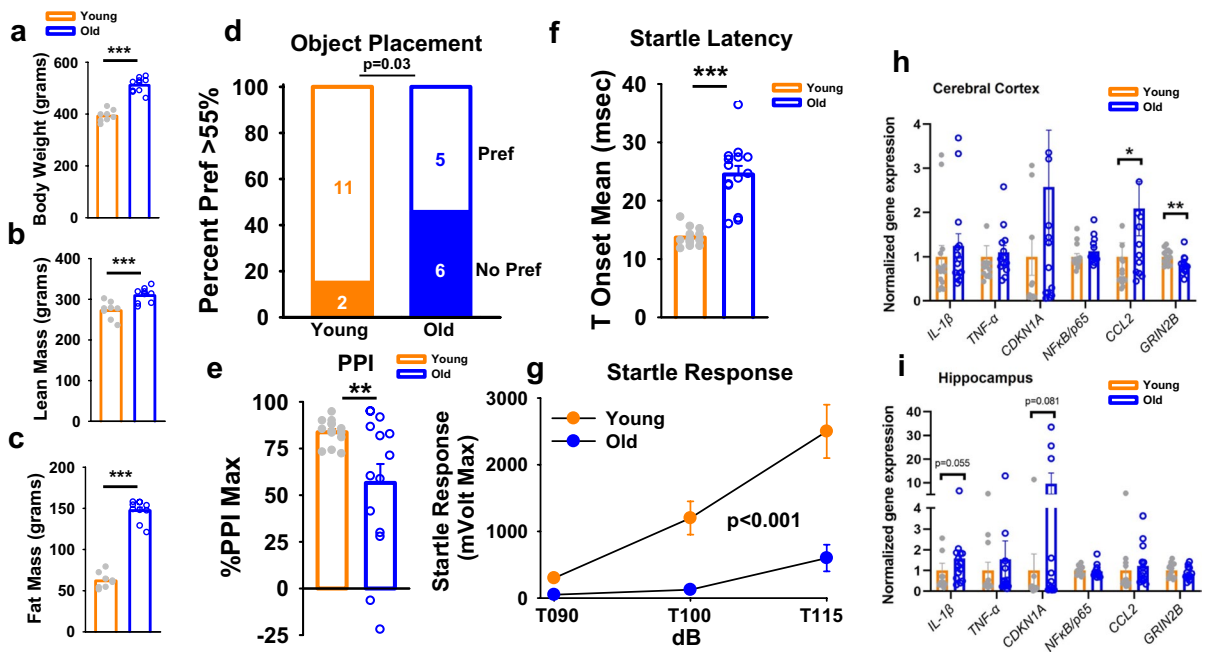 a
Young
Old
***
Body Weight (grams)
600
400
200
0
b
***
Lean Mass (grams)
400
300
200
100
0
c
***
Fat Mass (grams)
200
150
100
50
0
d
Object Placement
p=0.03
Percent Pref >55%
100
80
60
40
20
0
11
2
5
6
Pref
No Pref
Young
Old
e
PPI
Young
Old
**
%PPI Max
100
75
50
25
0
-25
f
Startle Latency
***
Young
Old
T Onset Mean (msec)
40
30
20
10
0
g
Startle Response
Startle Response
(mVolt Max)
3000
2000
1000
0
Young
Old
p<0.001
T090
T100
T115
dB
h
Cerebral Cortex
Young
Old
Normalized gene expression
4
3
2
1
0
*
**
IL-1β
TNF-α
CDKN1A
NFκB/p65
CCL2
GRIN2B
i
Hippocampus
Young
Old
Normalized gene expression
40
30
20
10
5
4
3
2
1
0
p=0.055
p=0.081
IL-1β
TNF-α
CDKN1A
NFκB/p65
CCL2
GRIN2B